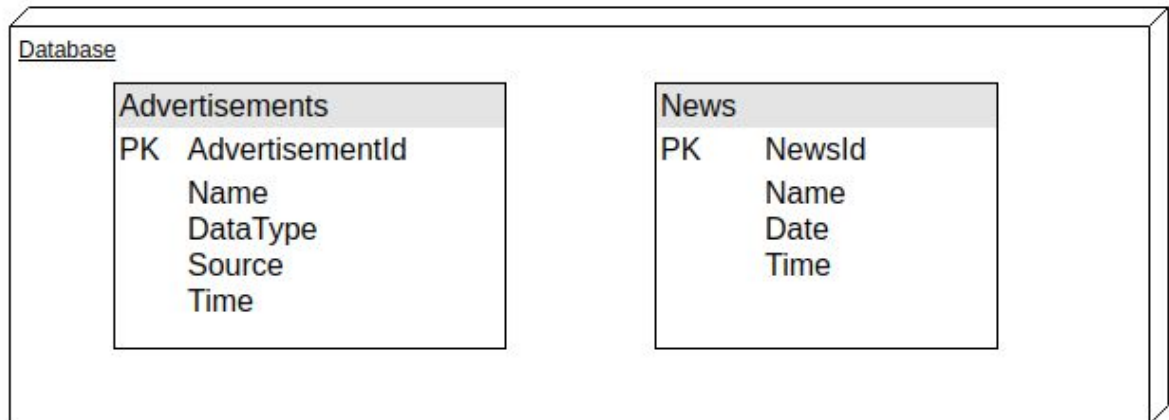 Database
Advertisements
PK AdvertisementId
Name
DataType
Source
Time
News
PK NewsId
Name
Date
Time